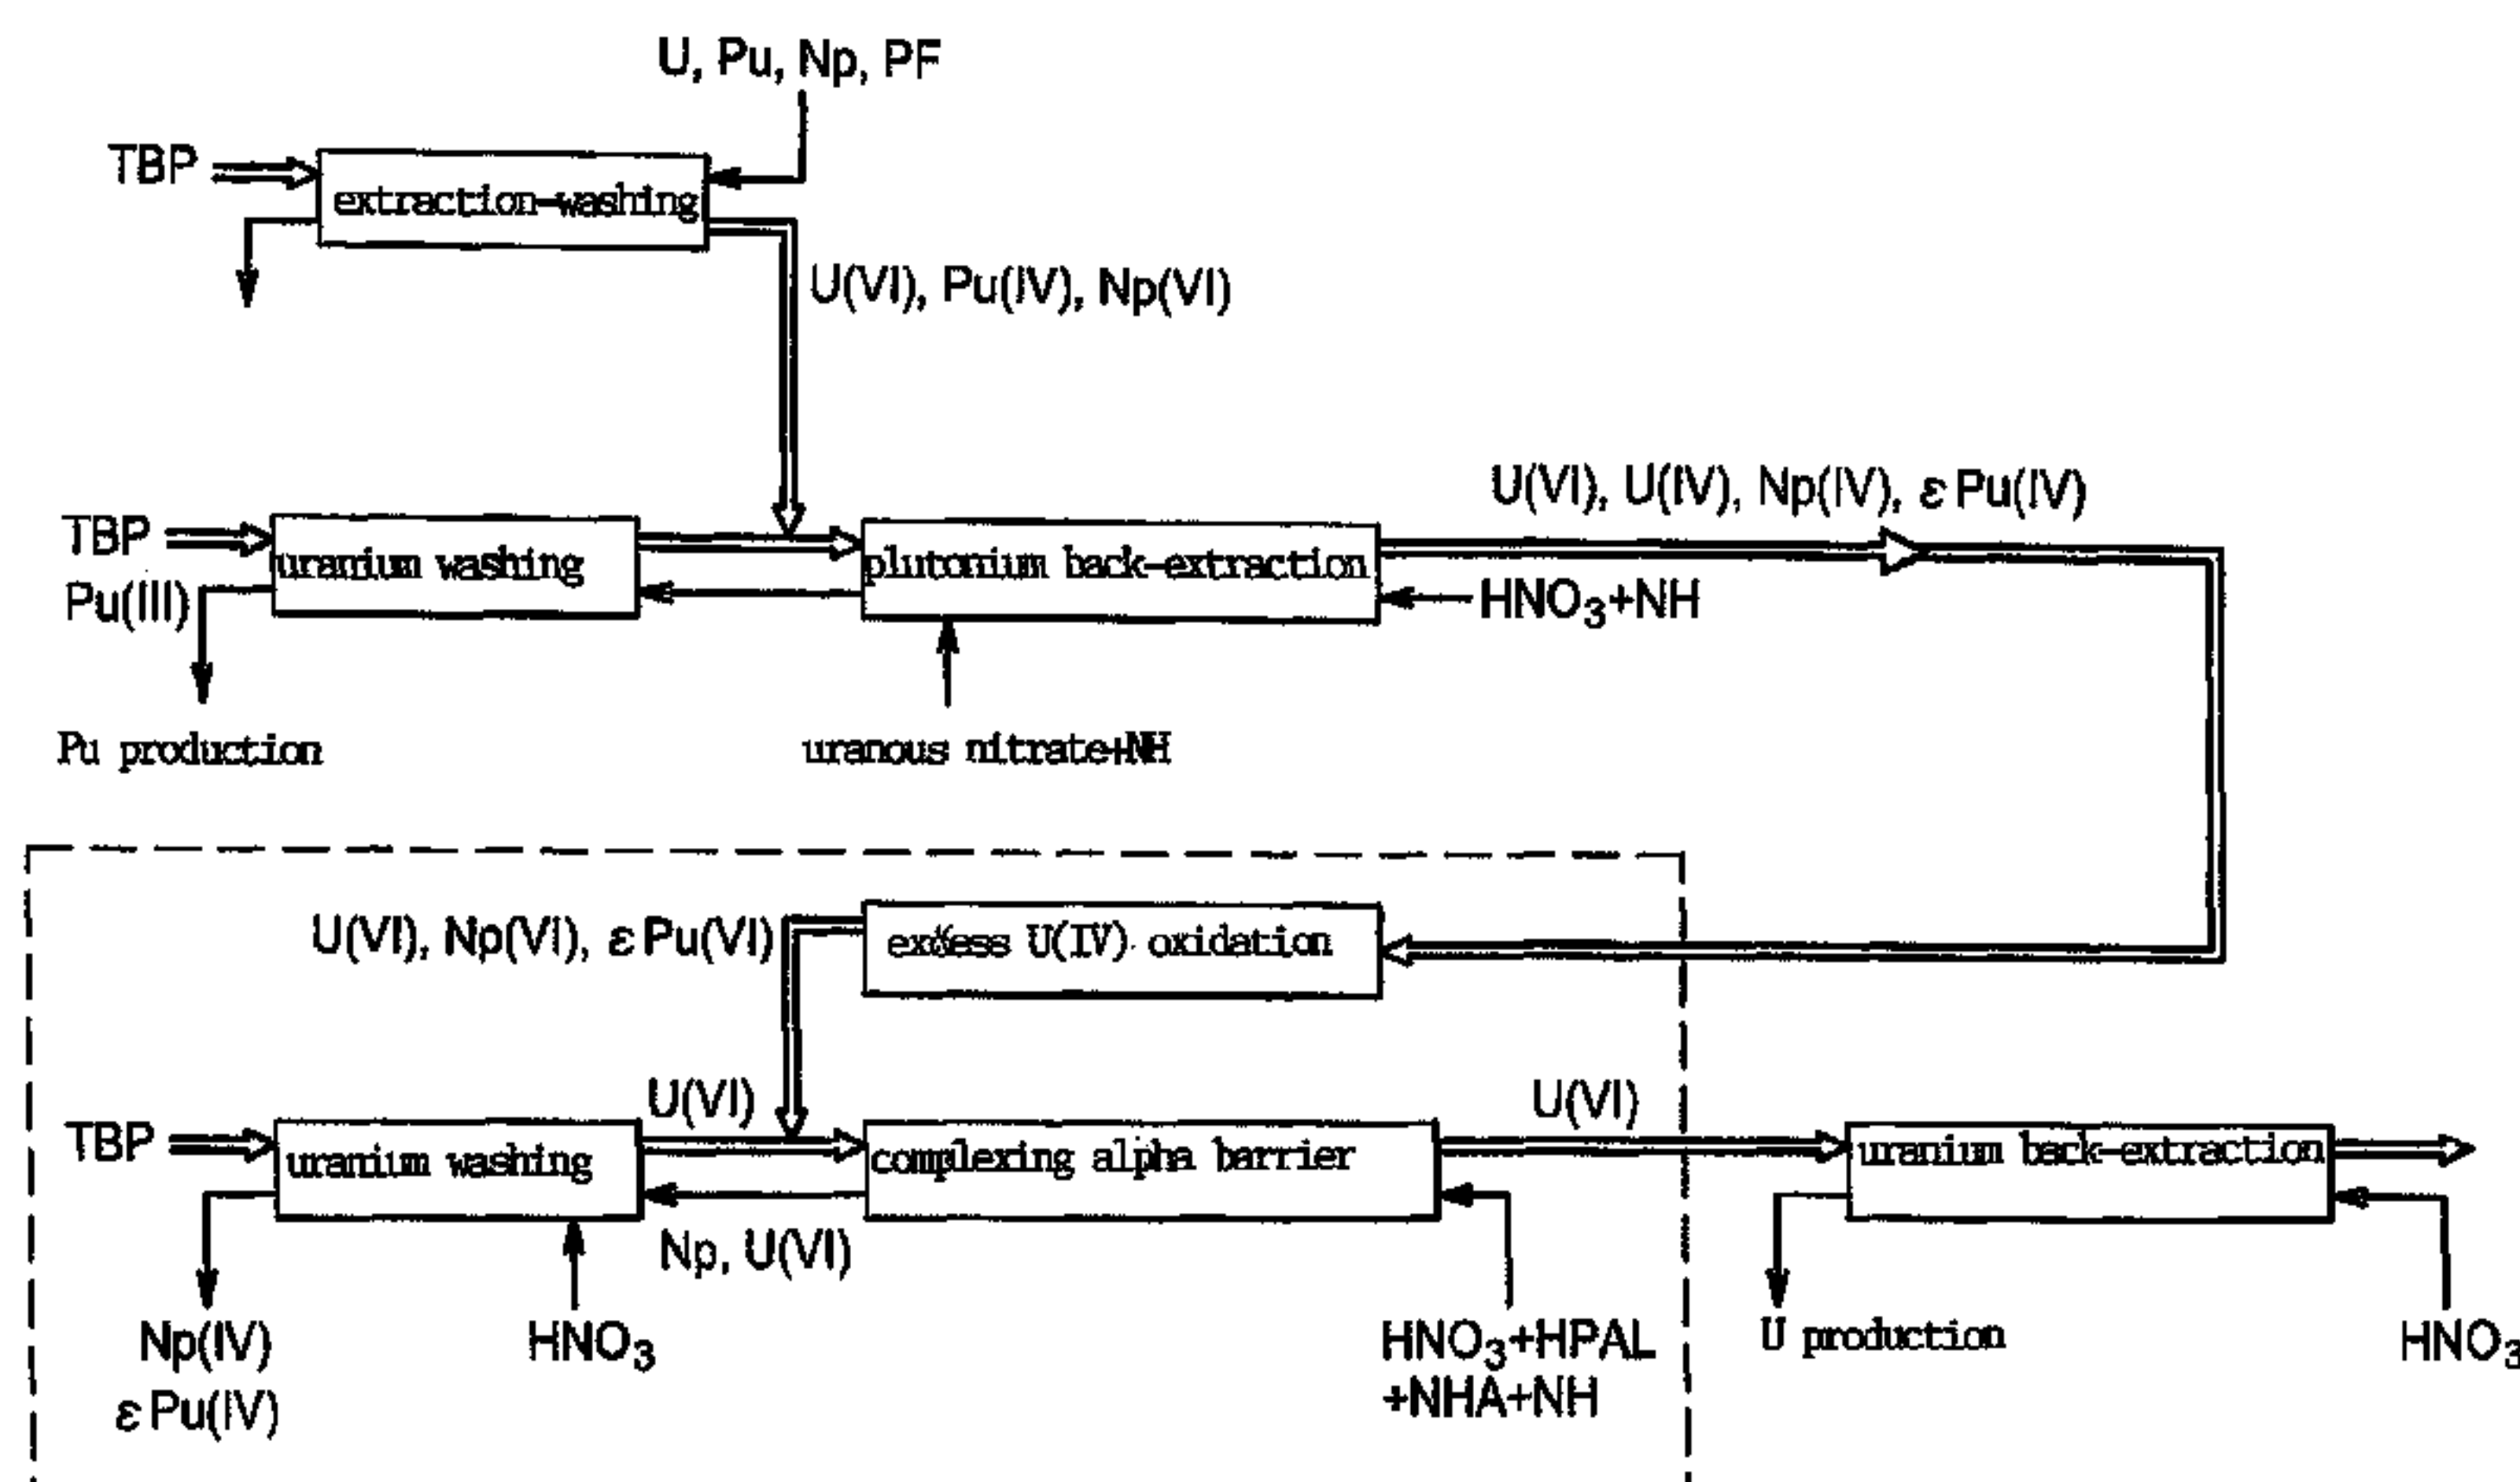 U, Pu, Np, PF
TBP
extraction-washing
U(VI), Pu(IV), Np(VI)
U(VI), U(IV), Np(IV), ε Pu(IV)
TBP
uranium washing
plutonium back-extraction
Pu(III)
HNO3+NH
Pu production
uranous nitrate+NH
U(VI), Np(VI), ε Pu(VI)
U(IV) oxidation
U(VI)
U(VI)
TBP
uranium washing
complexing alpha barrier
uranium back-extraction
Np, U(VI)
Np(IV)
ε Pu(IV)
HNO3
HNO3+HPAL
+NHA+NH
U production
HNO3